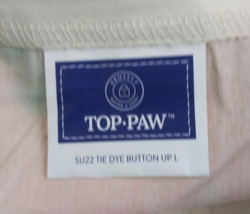 TOP·PAW™
SU22 TIE DYE BUTTON UP L